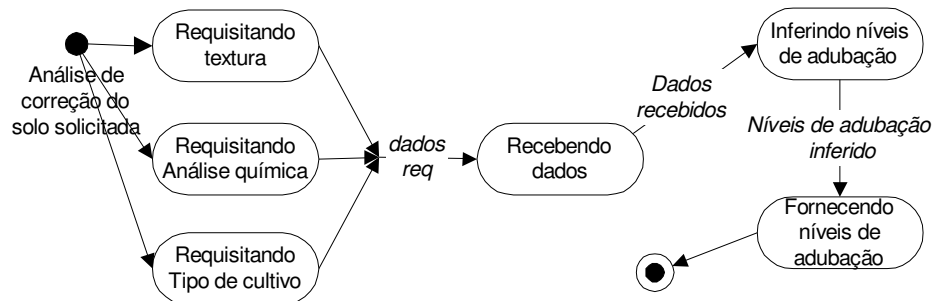 Análise de
correção do
solo solicitada
Requisitando
textura
Requisitando
Análise química
Requisitando
Tipo de cultivo
dados
req
Recebendo
dados
Dados
recebidos
Inferindo níveis
de adubação
Níveis de adubação
inferido
Fornecendo
níveis de
adubação